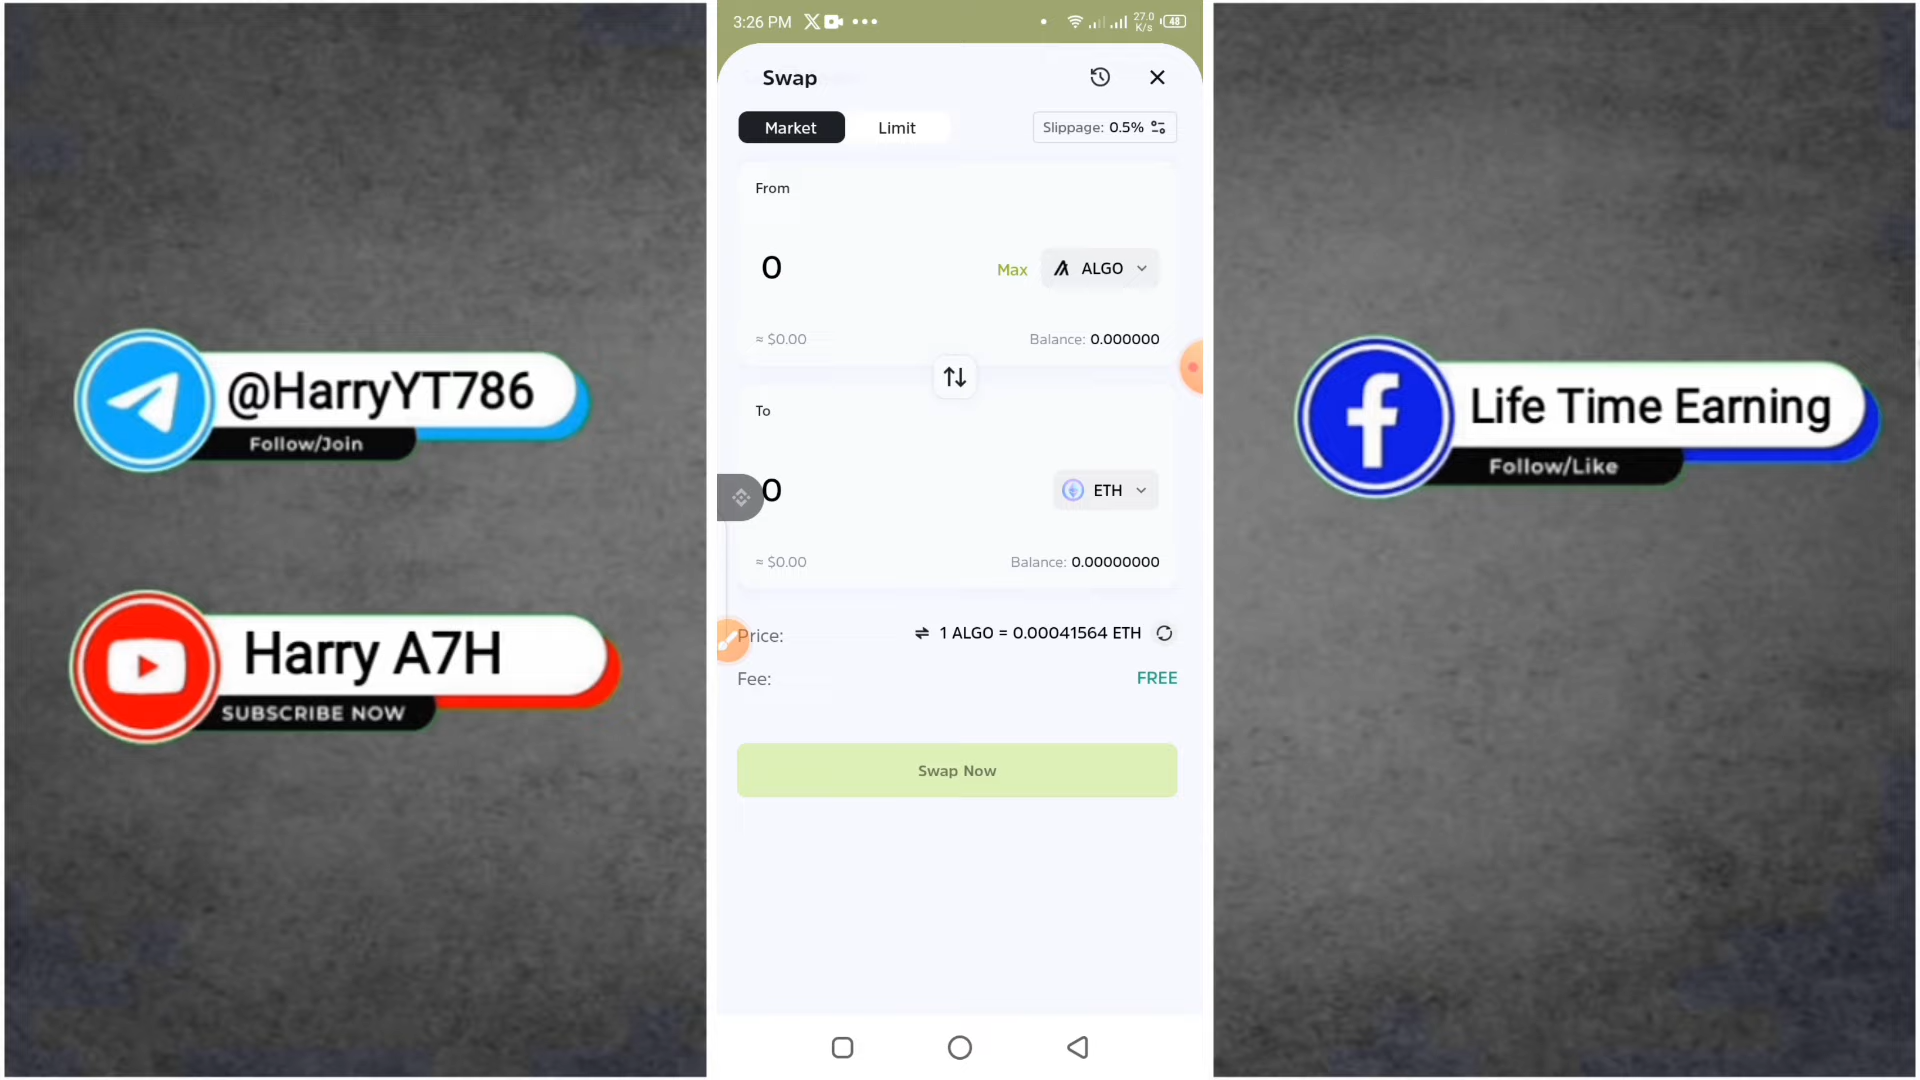 @HarryYT786
Follow/Join
Harry A7H
SUBSCRIBE NOW
3:26 PM
27.0
K/s
48
Swap
Market
Limit
Slippage: 0.5%
From
0
Max
ALGO
≈ $0.00
Balance: 0.000000
To
0
ETH
≈ $0.00
Balance: 0.00000000
Price:
1 ALGO = 0.00041564 ETH
Fee:
FREE
Swap Now
Life Time Earning
Follow/Like